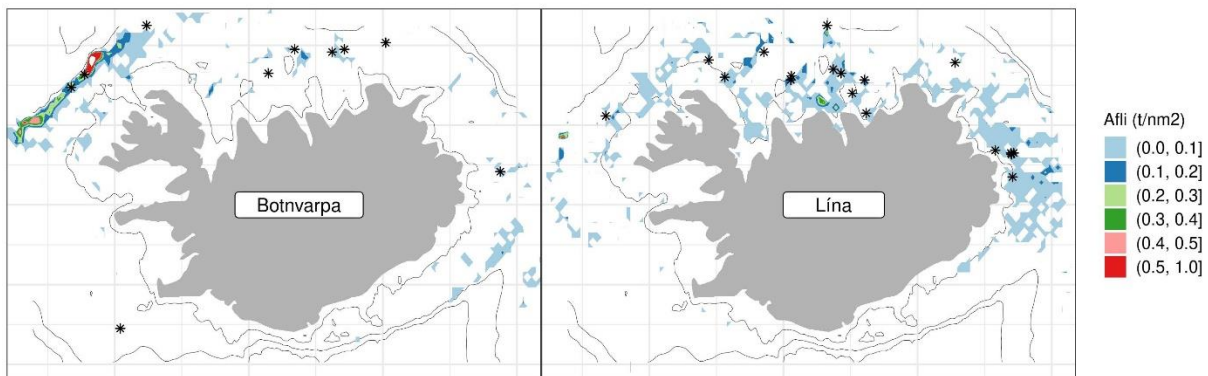 Botnvarpa
Lína
Afli (t/nm2)
(0.0, 0.1]
(0.1, 0.2]
(0.2, 0.3]
(0.3, 0.4]
(0.4, 0.5]
(0.5, 1.0]